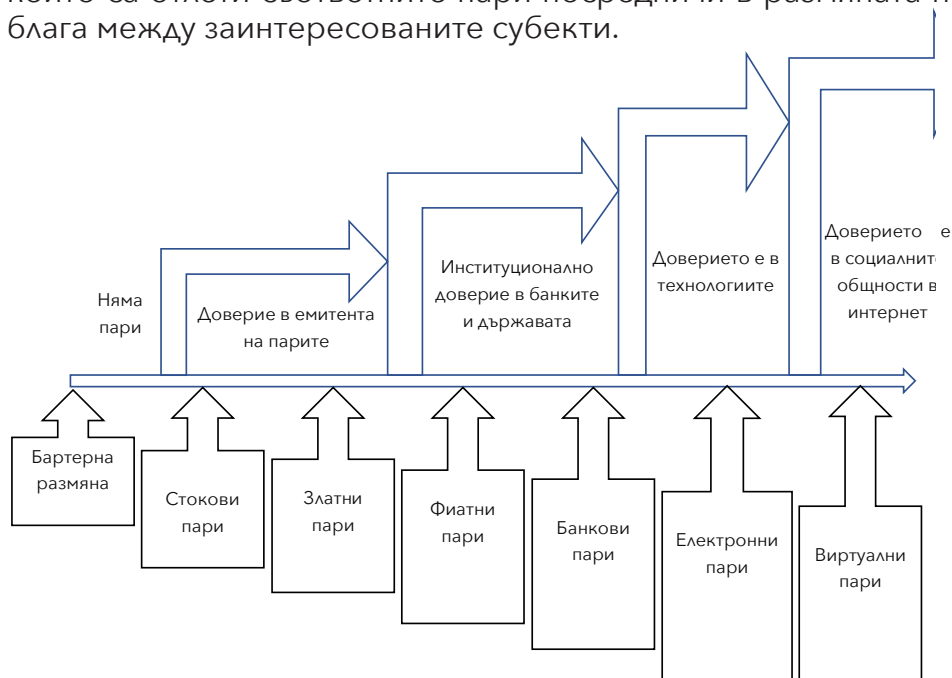 блага между заинтересованите субекти.
Няма
пари
Доверие в емитента
на парите
Институционално
доверие в банките
и държавата
Доверието е в
технологиите
Доверието е
в социалните
общности в
интернет
Бартерна
размяна
Стокови
пари
Златни
пари
Фиатни
пари
Банкови
пари
Електронни
пари
Виртуални
пари